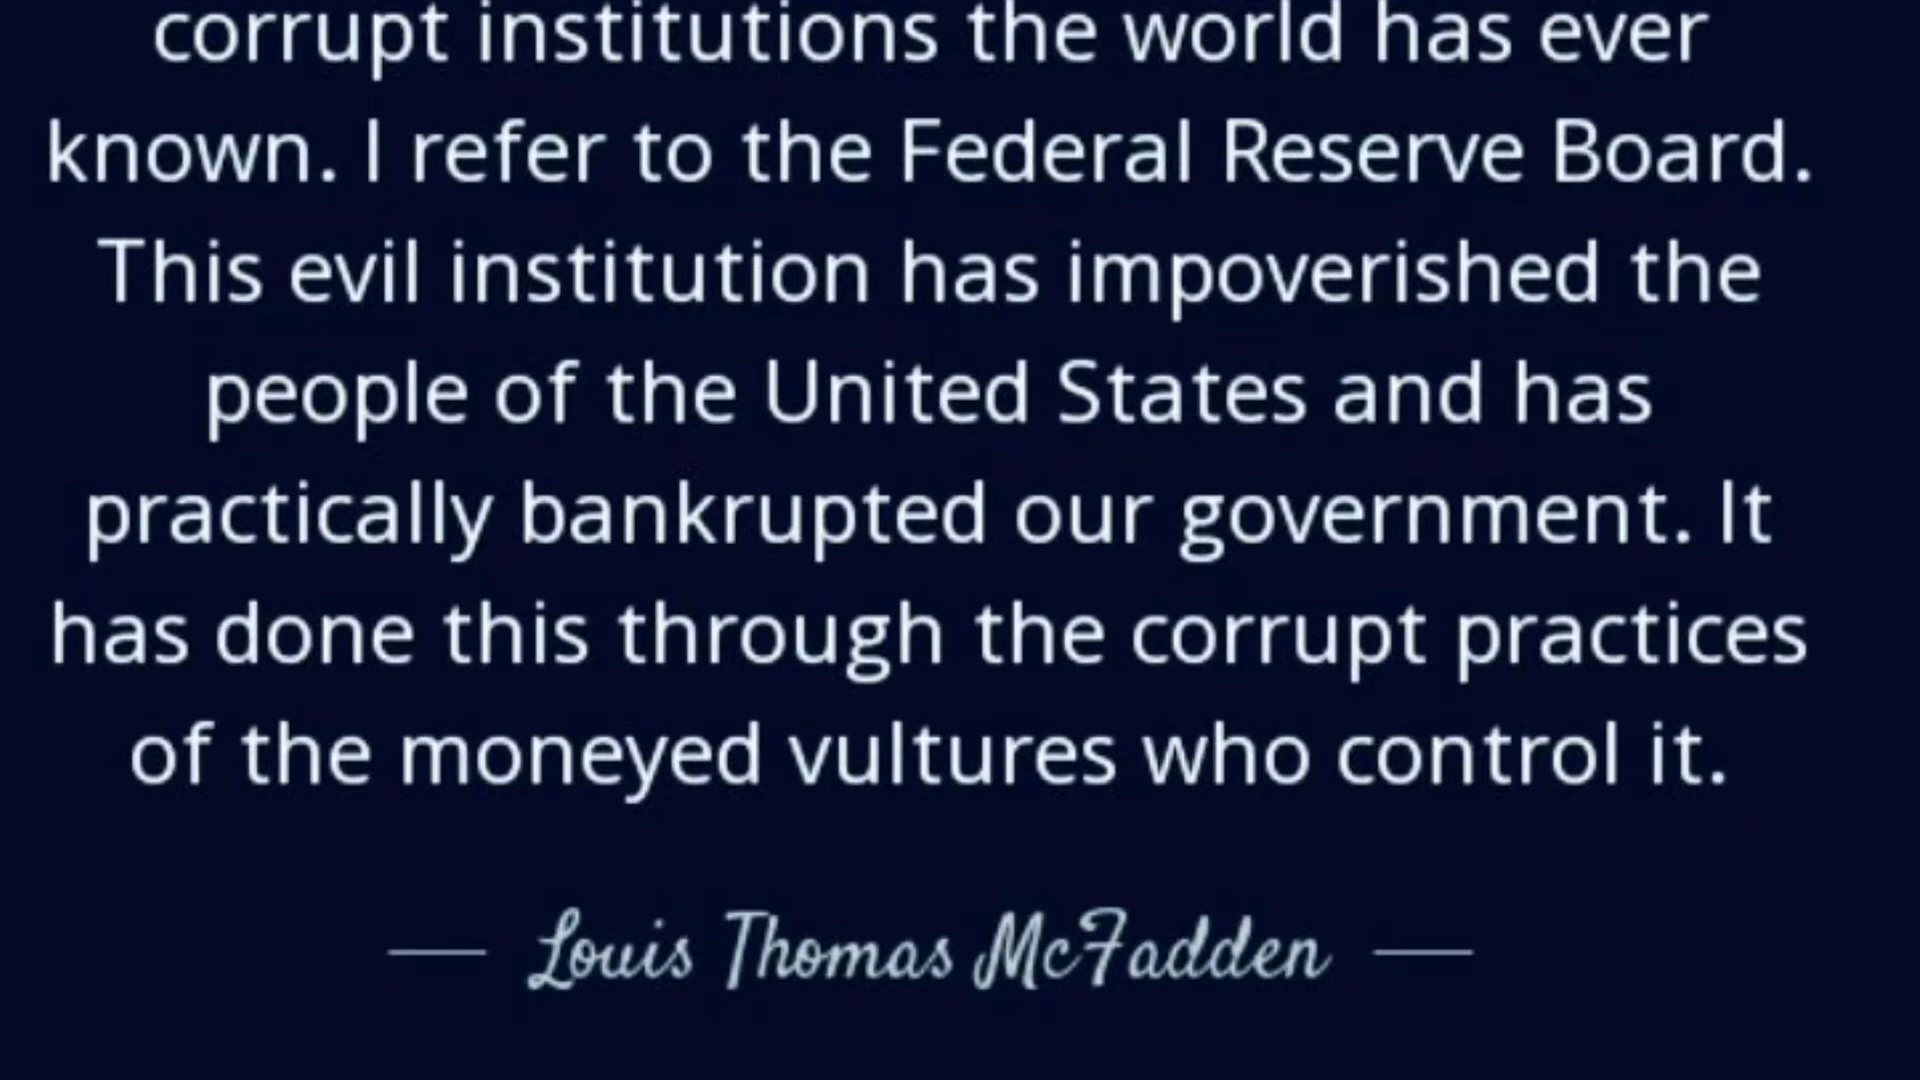 corrupt institutions the world has ever
known. I refer to the Federal Reserve Board.
This evil institution has impoverished the
people of the United States and has
practically bankrupted our government. It
has done this through the corrupt practices
of the moneyed vultures who control it.
— Louis Thomas McFadden —